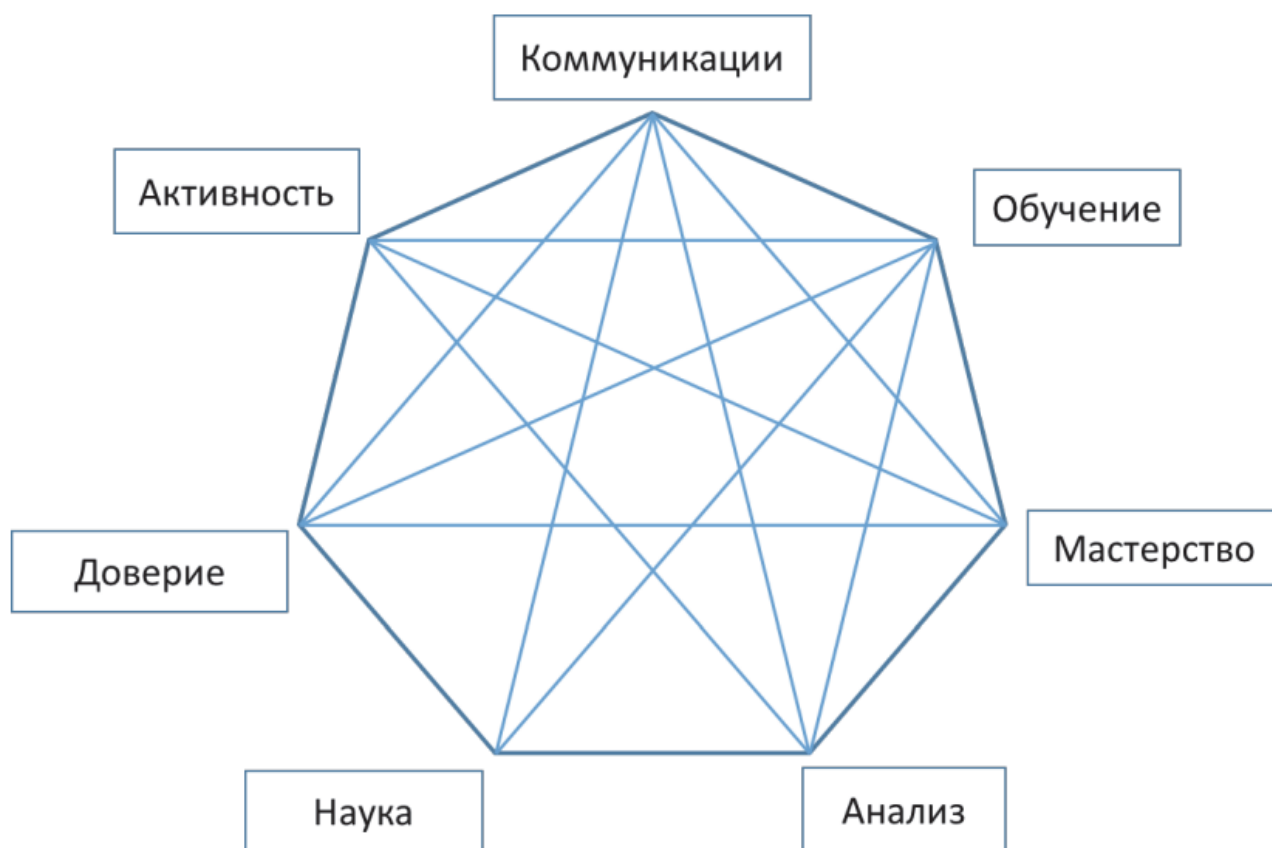 Коммуникации
Активность
Обучение
Доверие
Мастерство
Наука
Анализ